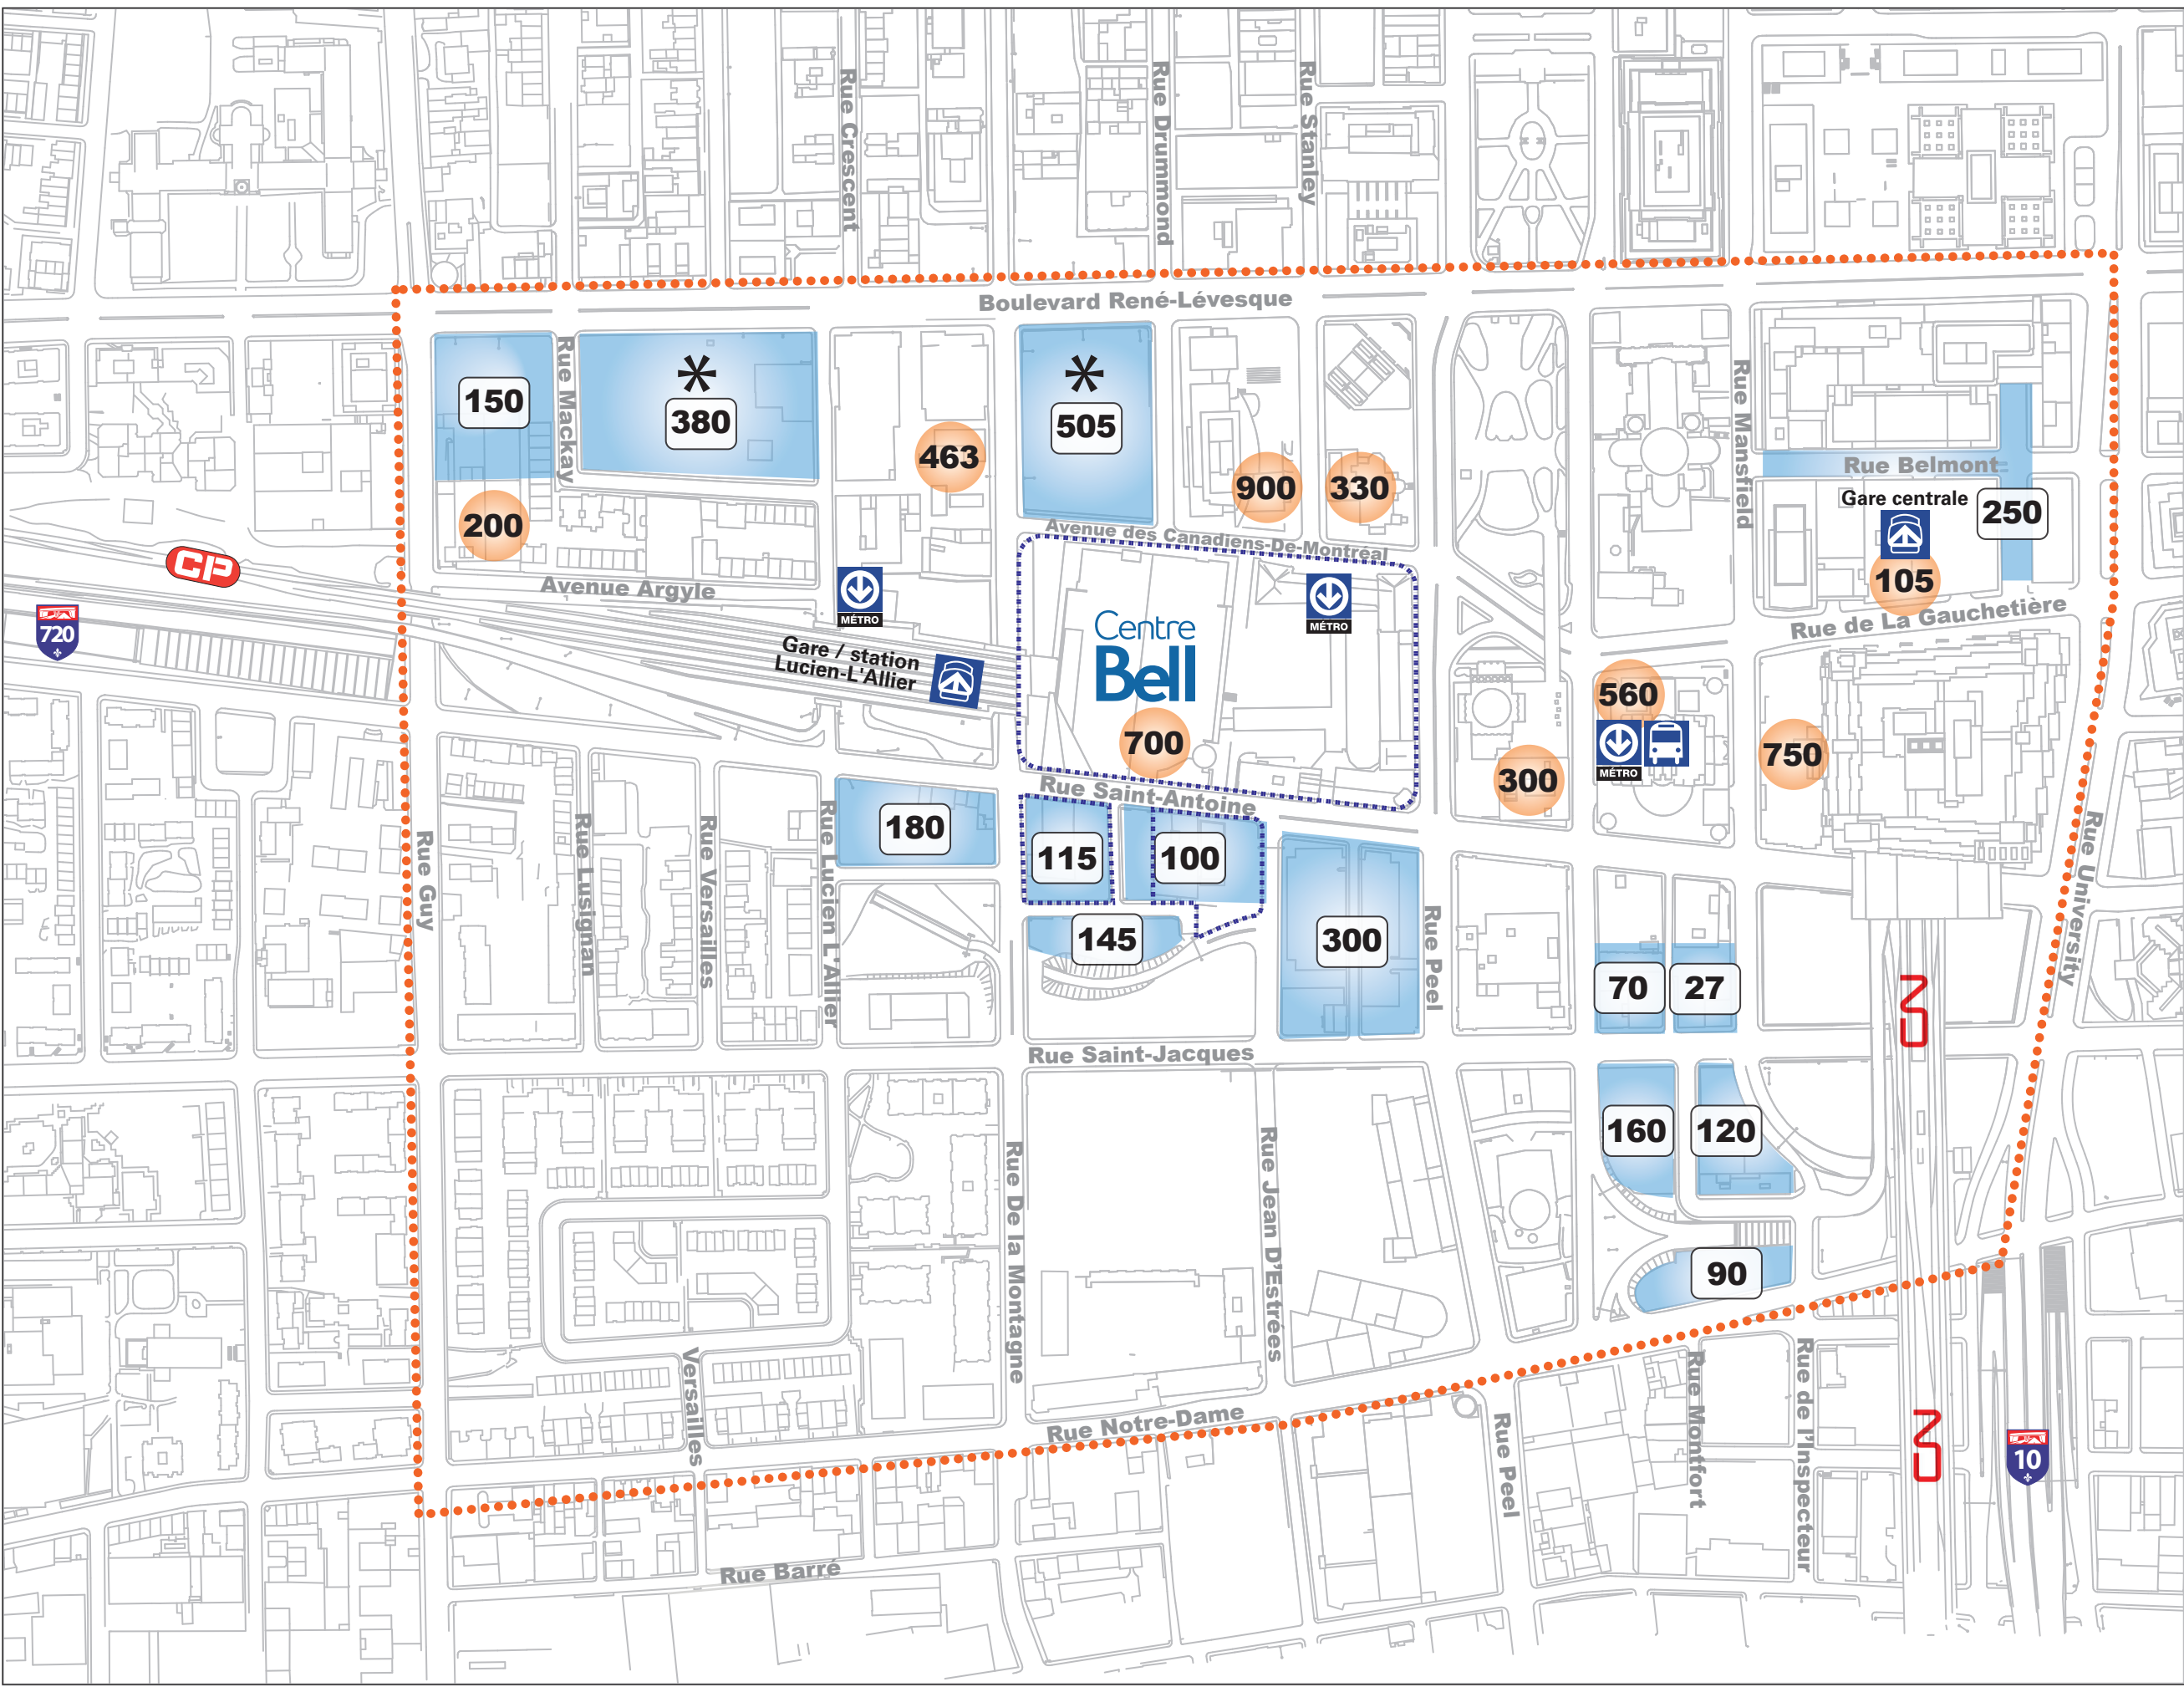 Rue Crescent
Rue Drummond
Rue Stanley
Boulevard René-Lévesque
150
Rue Mackay
*
380
463
*
505
900
330
Rue Mansfield
Rue Belmont
Gare centrale
250
105
200
Avenue des Canadiens-De-Montréal
CP
Avenue Argyle
MÉTRO
MÉTRO
Rue de La Gauchetière
720
Gare / station
Lucien-L'Allier
Centre
Bell
700
560
MÉTRO
750
300
Rue Saint-Antoine
180
115
100
Rue Guy
Rue Lusignan
Rue Versailles
Rue Lucien L'Allier
145
300
Rue Peel
70
27
Rue University
CN
Rue Saint-Jacques
160
120
Rue De la Montagne
Rue Jean D'Estrées
90
Versailles
Rue Notre-Dame
Rue Peel
Rue Montfort
Rue de l'Inspecteur
CN
10
Rue Barré